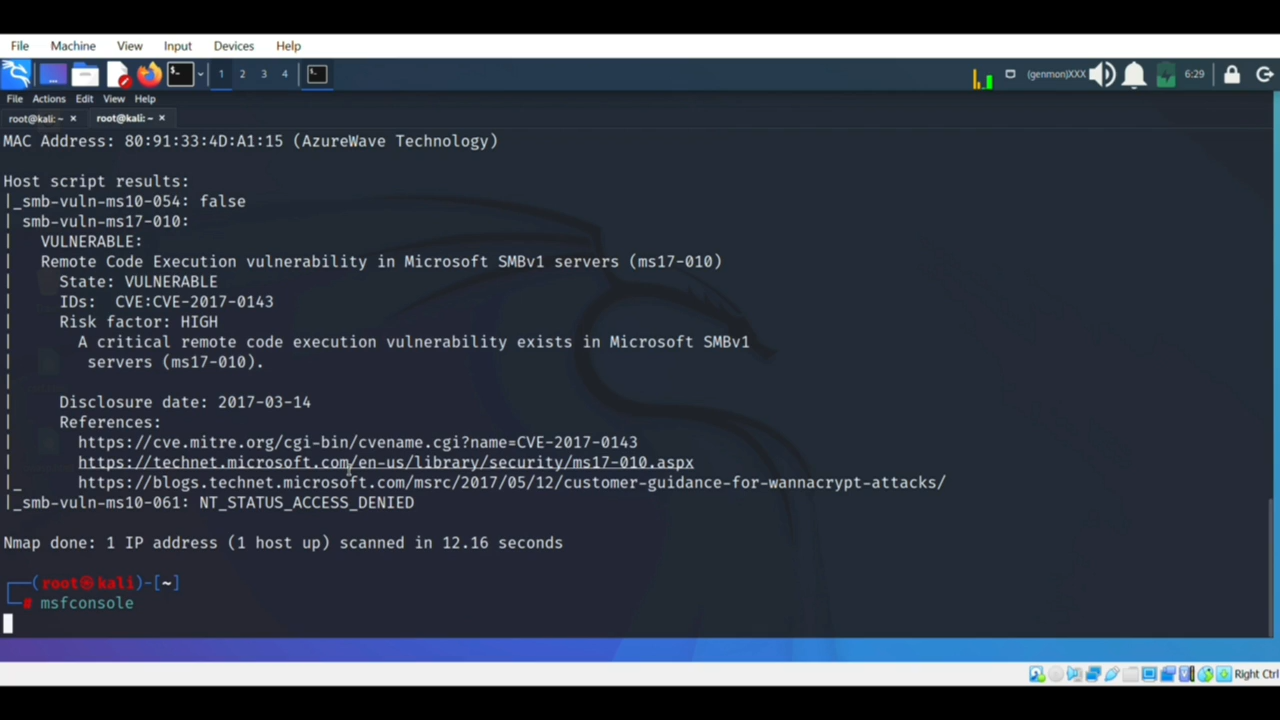 File Machine View Input Devices Help
1 2 3 4 (genmon)XXX 6:29
File Actions Edit View Help
root@kali: ~ × root@kali: ~ ×
MAC Address: 80:91:33:4D:A1:15 (AzureWave Technology)
Host script results:
|_smb-vuln-ms10-054: false
| smb-vuln-ms17-010:
|   VULNERABLE:
|   Remote Code Execution vulnerability in Microsoft SMBv1 servers (ms17-010)
|     State: VULNERABLE
|     IDs:  CVE:CVE-2017-0143
|     Risk factor: HIGH
|       A critical remote code execution vulnerability exists in Microsoft SMBv1
|        servers (ms17-010).
|
|     Disclosure date: 2017-03-14
|     References:
|       https://cve.mitre.org/cgi-bin/cvename.cgi?name=CVE-2017-0143
|       https://technet.microsoft.com/en-us/library/security/ms17-010.aspx
|_      https://blogs.technet.microsoft.com/msrc/2017/05/12/customer-guidance-for-wannacrypt-attacks/
|_smb-vuln-ms10-061: NT_STATUS_ACCESS_DENIED
Nmap done: 1 IP address (1 host up) scanned in 12.16 seconds
┌──(root㉿kali)-[~]
└─# msfconsole
Right Ctrl